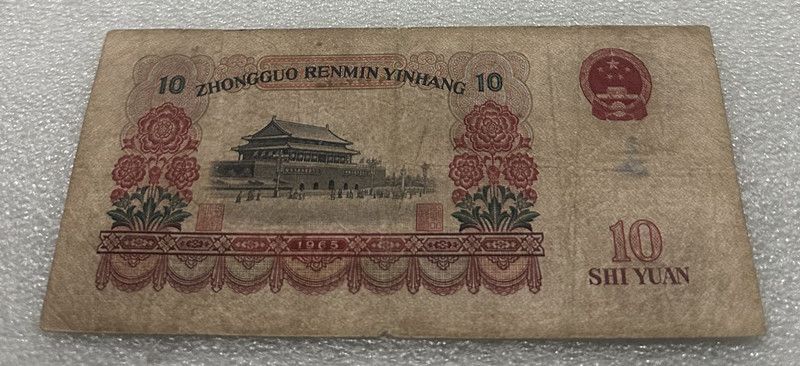 10 ZHONGGUO RENMIN YINHANG 10
1965
10
SHI YUAN